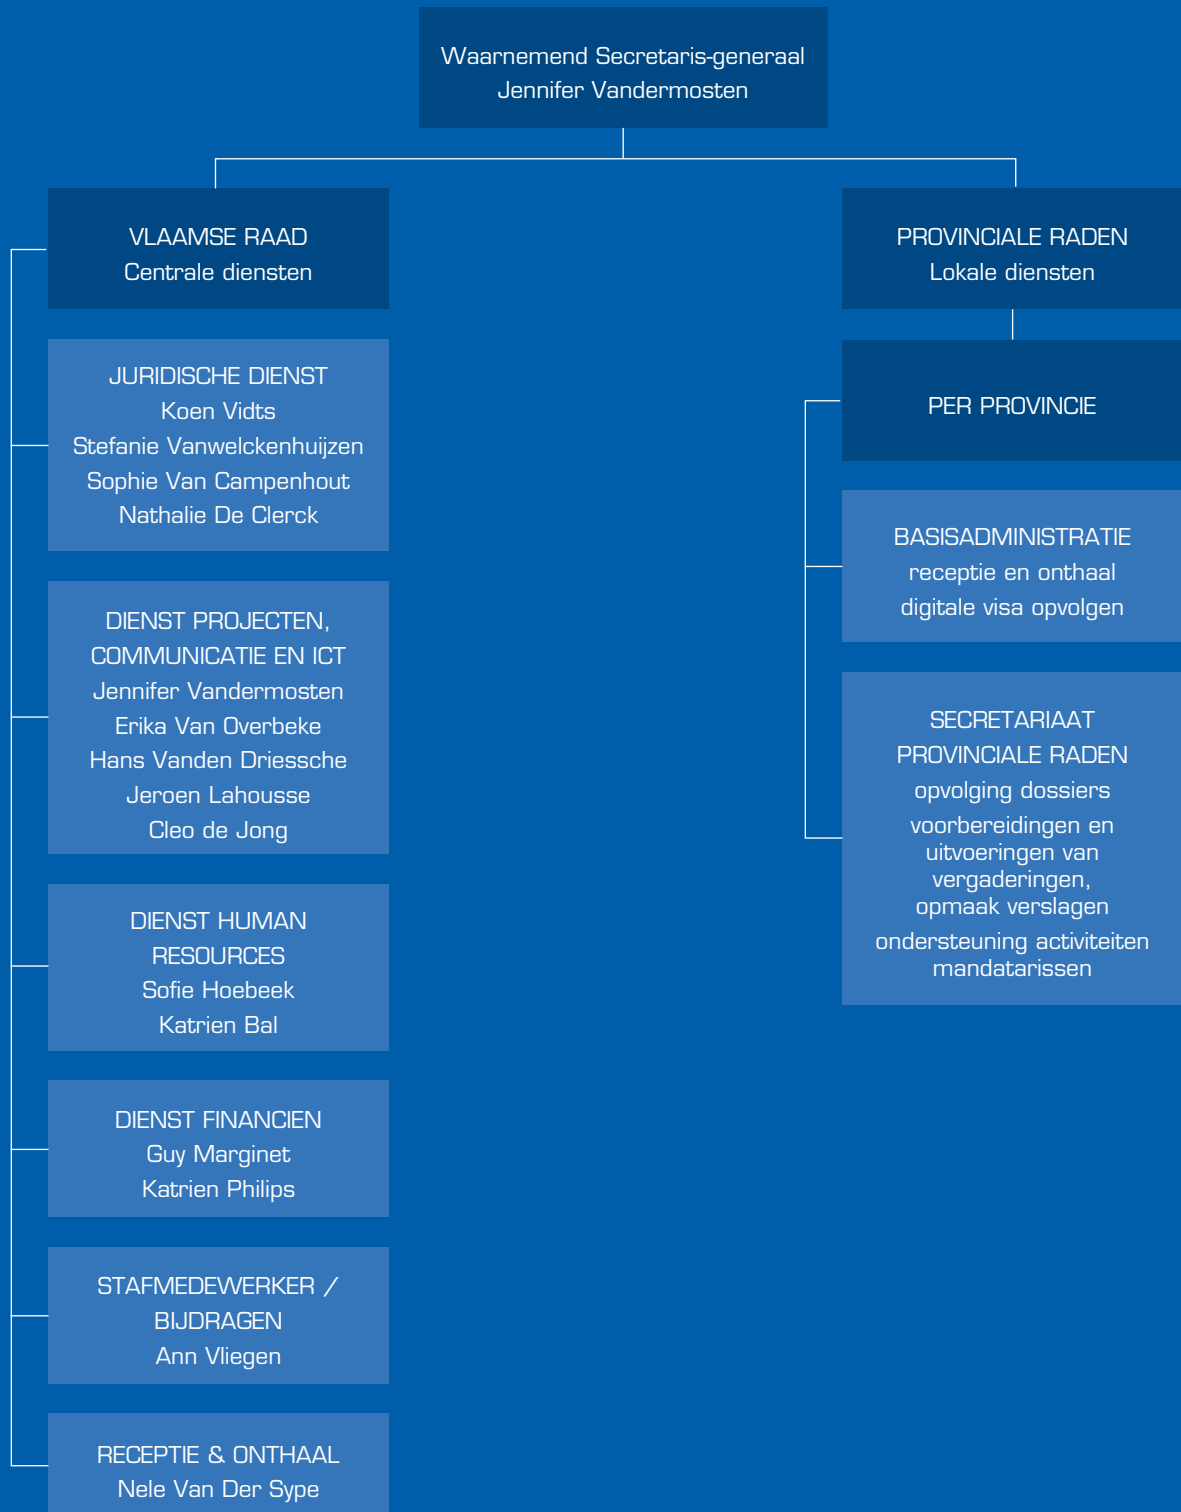 Waarnemend Secretaris-generaal
Jennifer Vandermosten
VLAAMSE RAAD
Centrale diensten
JURIDISCHE DIENST
Koen Vidts
Stefanie Vanwelckenhuijzen
Sophie Van Campenhout
Nathalie De Clerck
DIENST PROJECTEN,
COMMUNICATIE EN ICT
Jennifer Vandermosten
Erika Van Overbeke
Hans Vanden Driessche
Jeroen Lahousse
Cleo de Jong
DIENST HUMAN
RESOURCES
Sofie Hoebeek
Katrien Bal
DIENST FINANCIEN
Guy Marginet
Katrien Philips
STAFMEDEWERKER /
BIJDRAGEN
Ann Vliegen
RECEPTIE & ONTHAAL
Nele Van Der Sype
PROVINCIALE RADEN
Lokale diensten
PER PROVINCIE
BASISADMINISTRATIE
receptie en onthaal
digitale visa opvolgen
SECRETARIAAT
PROVINCIALE RADEN
opvolging dossiers
voorbereidingen en
uitvoeringen van
vergaderingen,
opmaak verslagen
ondersteuning activiteiten
mandatarissen